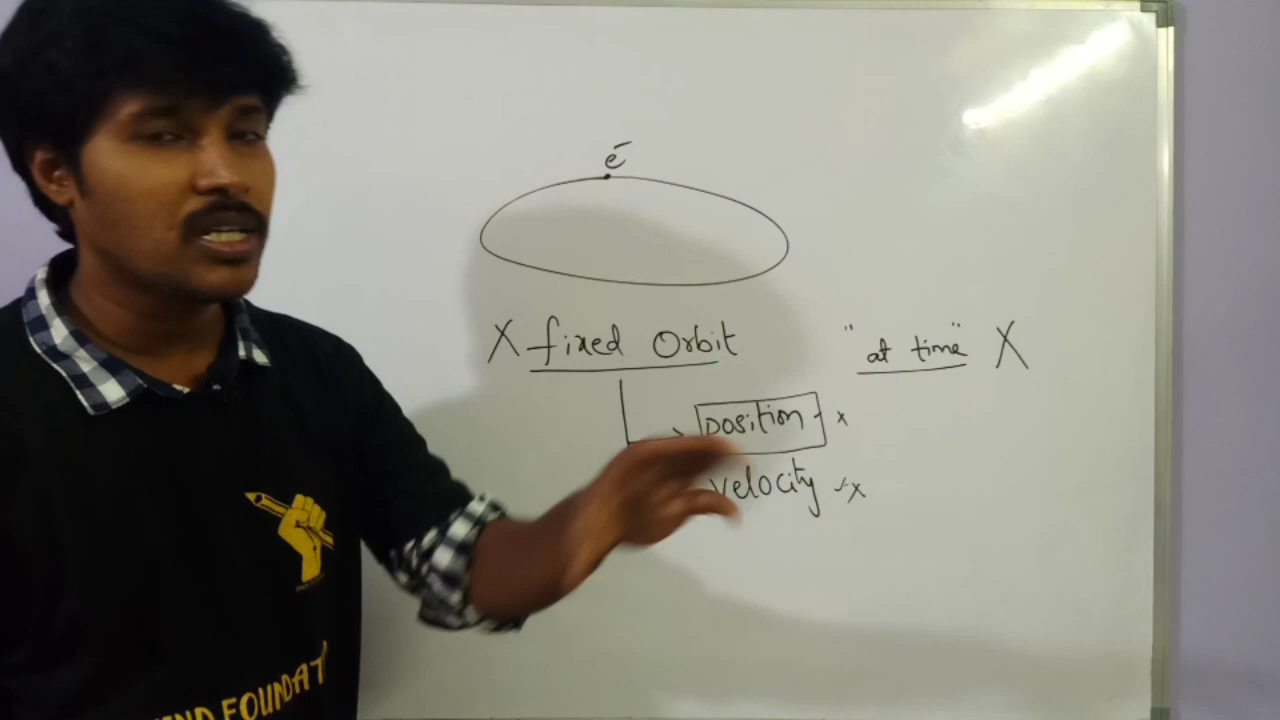 e⁻
X fixed Orbit "at time" X
position - x
velocity - x
FOUNDAT